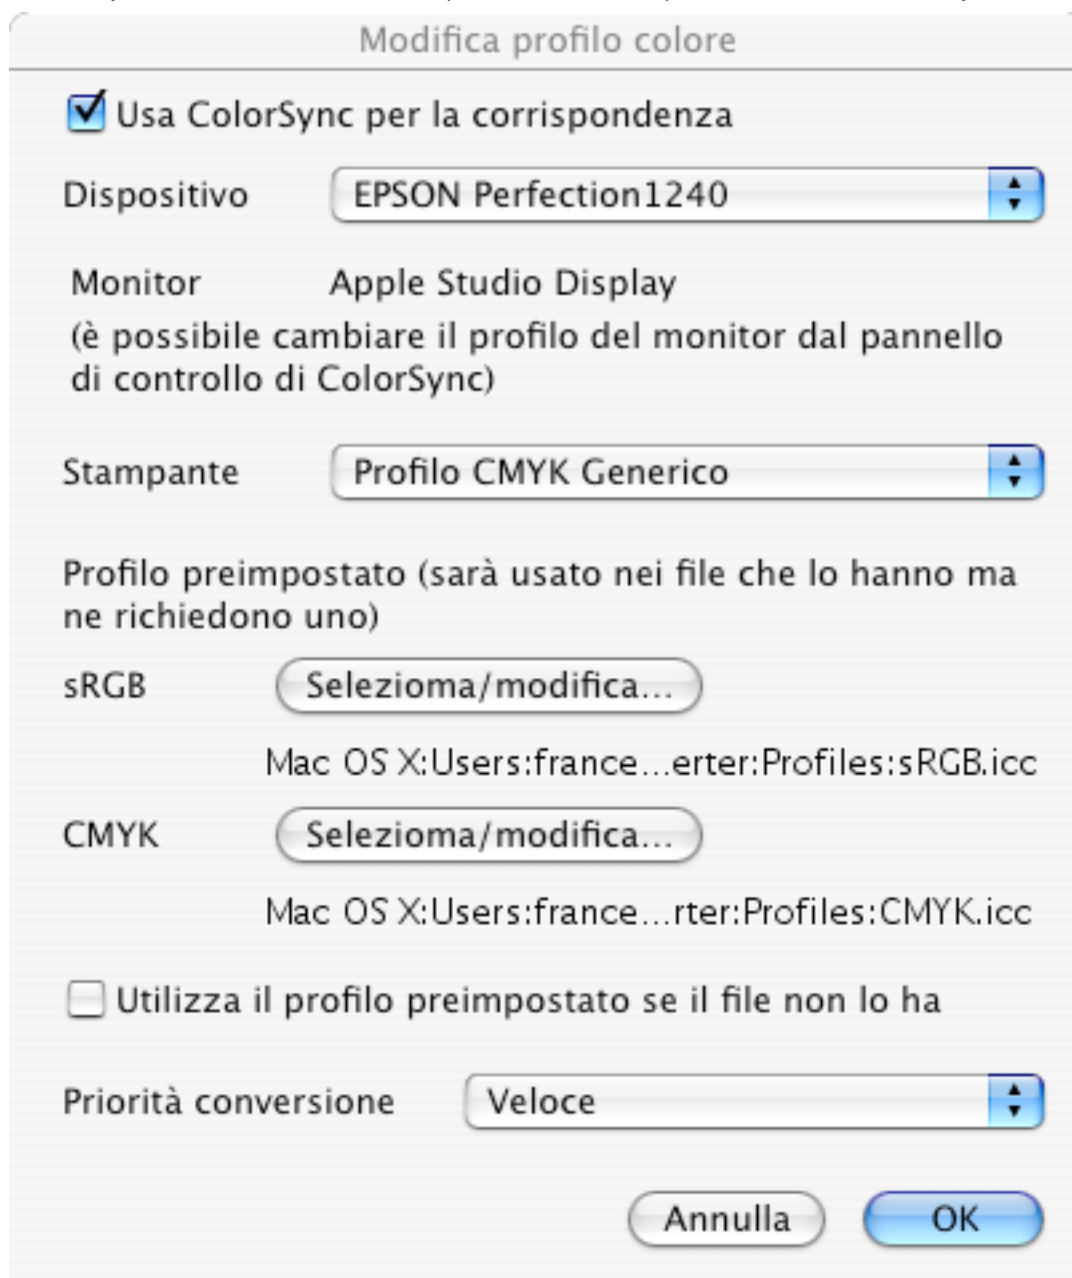 Modifica profilo colore
Usa ColorSync per la corrispondenza
Dispositivo EPSON Perfection1240
Monitor Apple Studio Display
(è possibile cambiare il profilo del monitor dal pannello
di controllo di ColorSync)
Stampante Profilo CMYK Generico
Profilo preimpostato (sarà usato nei file che lo hanno ma
ne richiedono uno)
sRGB Selezioma/modifica...
Mac OS X:Users:france...erter:Profiles:sRGB.icc
CMYK Selezioma/modifica...
Mac OS X:Users:france...rter:Profiles:CMYK.icc
Utilizza il profilo preimpostato se il file non lo ha
Priorità conversione Veloce
Annulla OK